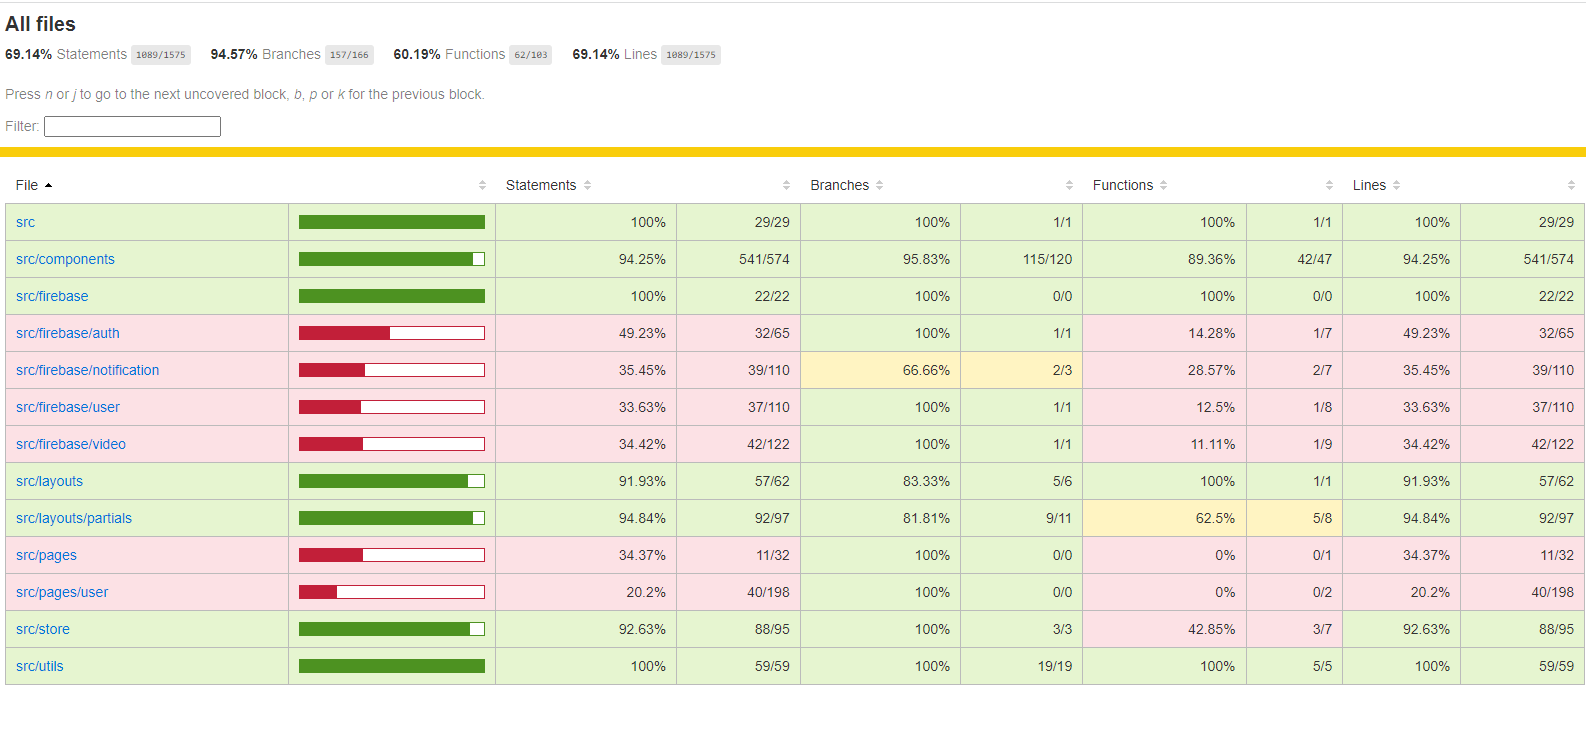 All files
69.14% Statements 1089/1575 94.57% Branches 157/166 60.19% Functions 62/103 69.14% Lines 1089/1575
Press n or j to go to the next uncovered block, b, p or k for the previous block.
Filter:
File Statements Branches Functions Lines
src 100% 29/29 100% 1/1 100% 1/1 100% 29/29
src/components 94.25% 541/574 95.83% 115/120 89.36% 42/47 94.25% 541/574
src/firebase 100% 22/22 100% 0/0 100% 0/0 100% 22/22
src/firebase/auth 49.23% 32/65 100% 1/1 14.28% 1/7 49.23% 32/65
src/firebase/notification 35.45% 39/110 66.66% 2/3 28.57% 2/7 35.45% 39/110
src/firebase/user 33.63% 37/110 100% 1/1 12.5% 1/8 33.63% 37/110
src/firebase/video 34.42% 42/122 100% 1/1 11.11% 1/9 34.42% 42/122
src/layouts 91.93% 57/62 83.33% 5/6 100% 1/1 91.93% 57/62
src/layouts/partials 94.84% 92/97 81.81% 9/11 62.5% 5/8 94.84% 92/97
src/pages 34.37% 11/32 100% 0/0 0% 0/1 34.37% 11/32
src/pages/user 20.2% 40/198 100% 0/0 0% 0/2 20.2% 40/198
src/store 92.63% 88/95 100% 3/3 42.85% 3/7 92.63% 88/95
src/utils 100% 59/59 100% 19/19 100% 5/5 100% 59/59